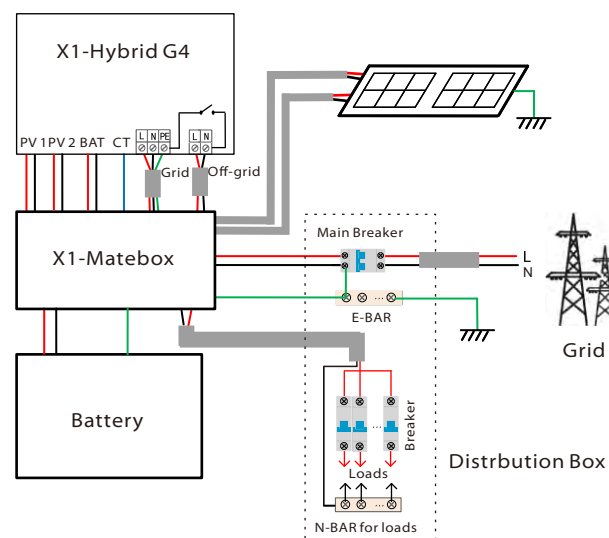 X1-Hybrid G4
PV 1 PV 2 BAT CT
L N PE
L N
Grid
Off-grid
X1-Matebox
Main Breaker
L
N
E-BAR
Grid
Battery
Breaker
Loads
Distrbution Box
N-BAR for loads